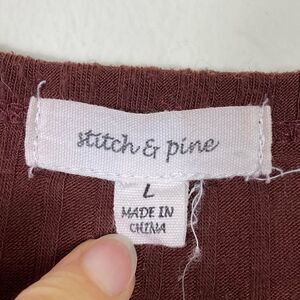 stitch & pine
L
MADE IN
CHINA